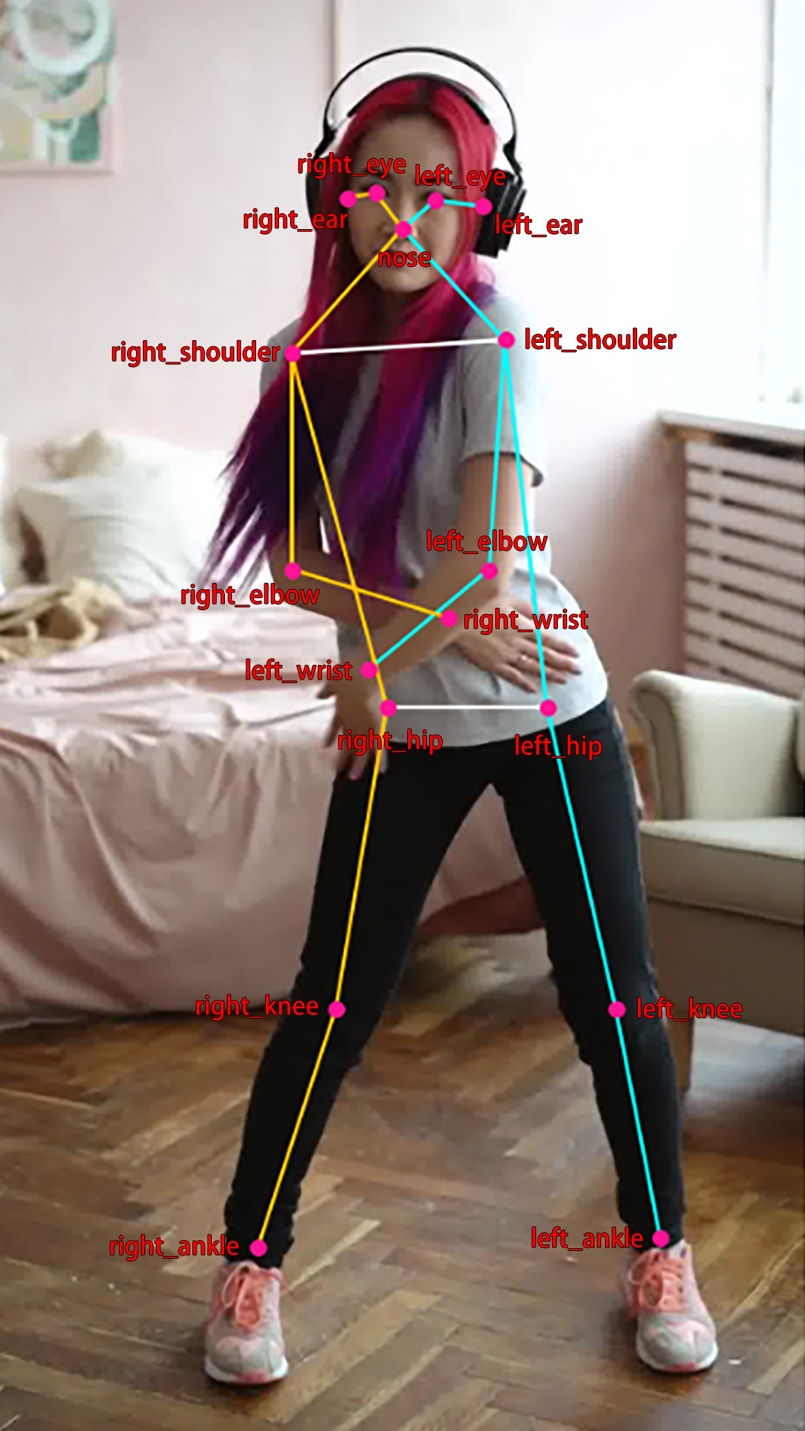 right_eye
left_eye
right_ear
left_ear
nose
right_shoulder
left_shoulder
left_elbow
right_elbow
right_wrist
left_wrist
right_hip
left_hip
right_knee
left_knee
right_ankle
left_ankle